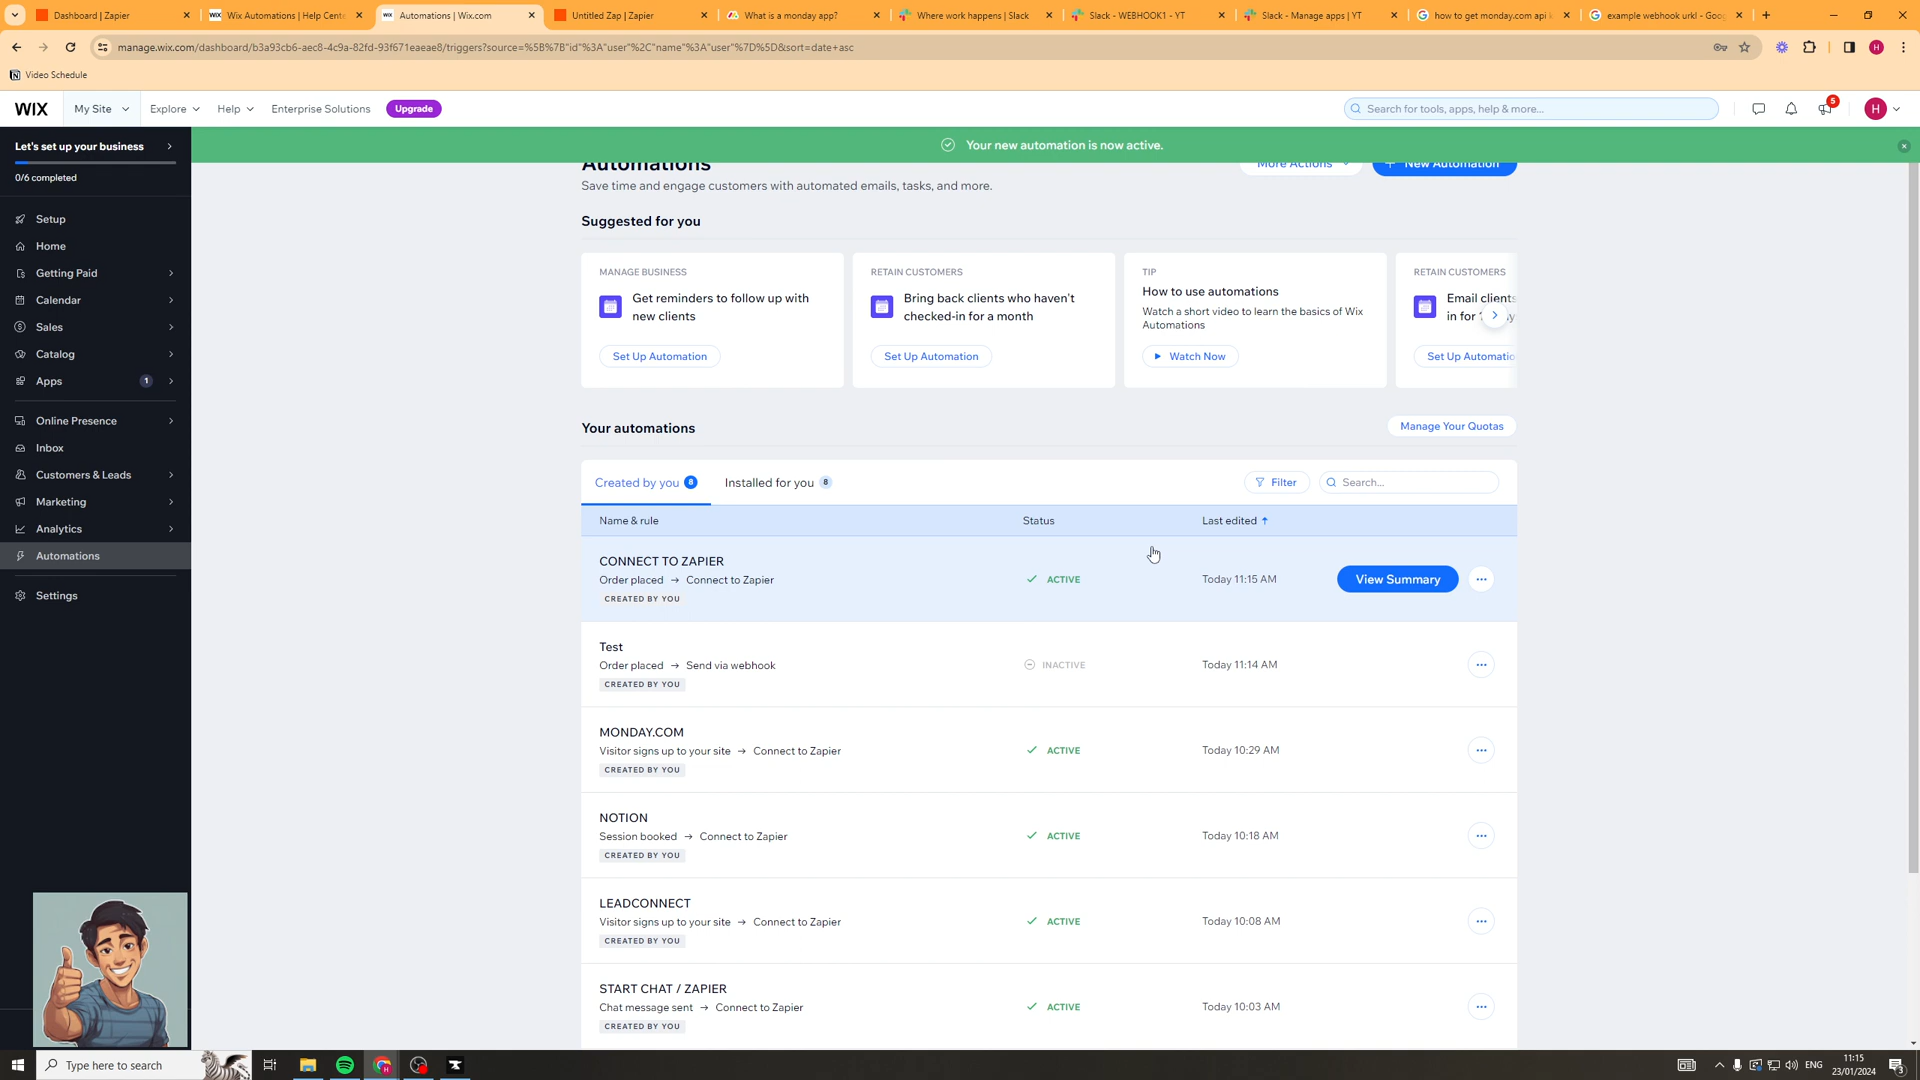 Dashboard | Zapier
Wix Automations | Help Cent
Automations | Wix.com
Untitled Zap | Zapier
What is a monday app?
Where work happens | Slack
Slack - WEBHOOK1 - YT
Slack - Manage apps | YT
how to get monday.com api k
example webhook urkl - Goo
manage.wix.com/dashboard/b3a93cb6-aec8-4c9a-82fd-93f671eaeae8/triggers?source=%5B%7B"id"%3A"user"%2C"name"%3A"user"%7D%5D&sort=date+asc
H
Video Schedule
WIX
My Site
Explore
Help
Enterprise Solutions
Upgrade
Search for tools, apps, help & more...
5
H
Let's set up your business
0/6 completed
Your new automation is now active.
Setup
Home
Getting Paid
Calendar
Sales
Catalog
Apps
1
Online Presence
Inbox
Customers & Leads
Marketing
Analytics
Automations
Settings
Automations
More Actions
+ New Automation
Save time and engage customers with automated emails, tasks, and more.
Suggested for you
MANAGE BUSINESS
Get reminders to follow up with
new clients
Set Up Automation
RETAIN CUSTOMERS
Bring back clients who haven't
checked-in for a month
Set Up Automation
TIP
How to use automations
Watch a short video to learn the basics of Wix
Automations
Watch Now
RETAIN CUSTOMERS
Email clients
Set Up Automatio
Your automations
Manage Your Quotas
Created by you 8
Installed for you 8
Filter
Search...
Name & rule
Status
Last edited
CONNECT TO ZAPIER
Order placed → Connect to Zapier
CREATED BY YOU
ACTIVE
Today 11:15 AM
View Summary
Test
Order placed → Send via webhook
CREATED BY YOU
INACTIVE
Today 11:14 AM
MONDAY.COM
Visitor signs up to your site → Connect to Zapier
CREATED BY YOU
ACTIVE
Today 10:29 AM
NOTION
Session booked → Connect to Zapier
CREATED BY YOU
ACTIVE
Today 10:18 AM
LEADCONNECT
Visitor signs up to your site → Connect to Zapier
CREATED BY YOU
ACTIVE
Today 10:08 AM
START CHAT / ZAPIER
Chat message sent → Connect to Zapier
CREATED BY YOU
ACTIVE
Today 10:03 AM
Type here to search
ENG
11:15
23/01/2024
3